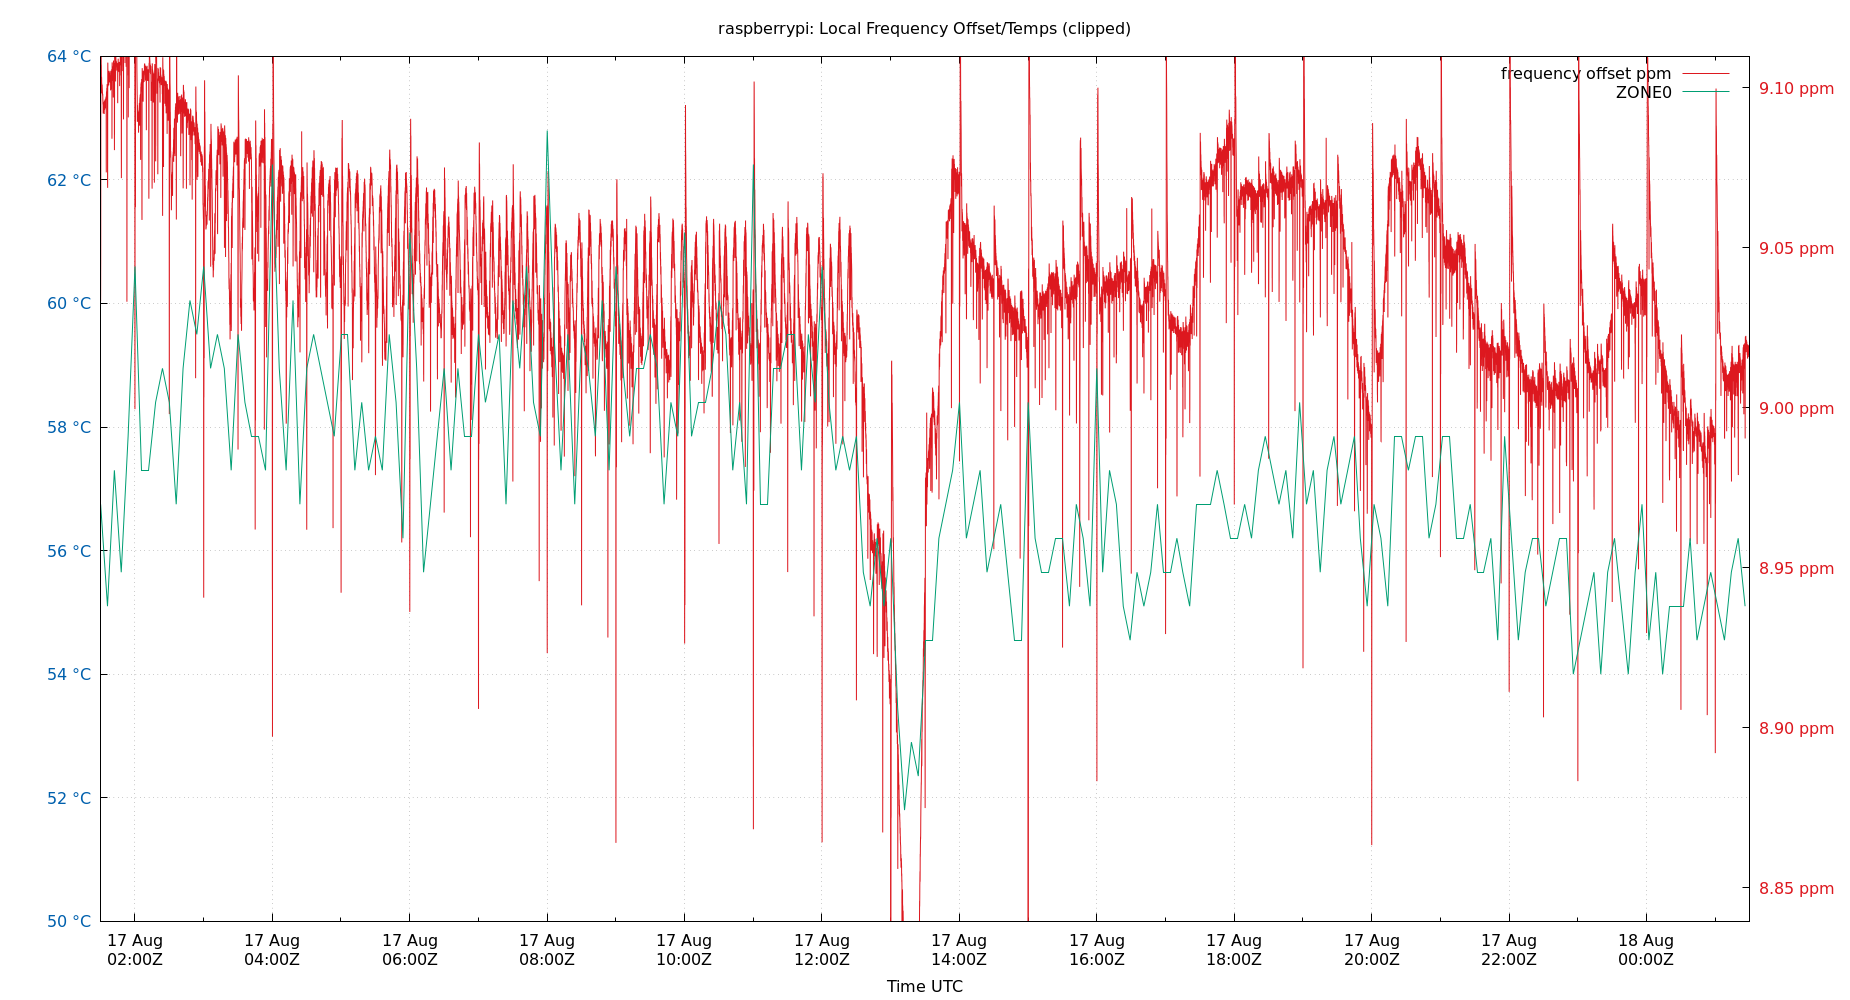 raspberrypi: Local Frequency Offset/Temps (clipped)
64 °C
62 °C
60 °C
58 °C
56 °C
54 °C
52 °C
50 °C
frequency offset ppm
ZONE0
9.10 ppm
9.05 ppm
9.00 ppm
8.95 ppm
8.90 ppm
8.85 ppm
17 Aug 17 Aug 17 Aug 17 Aug 17 Aug 17 Aug 17 Aug 17 Aug 17 Aug 17 Aug 17 Aug 18 Aug
02:00Z 04:00Z 06:00Z 08:00Z 10:00Z 12:00Z 14:00Z 16:00Z 18:00Z 20:00Z 22:00Z 00:00Z
Time UTC